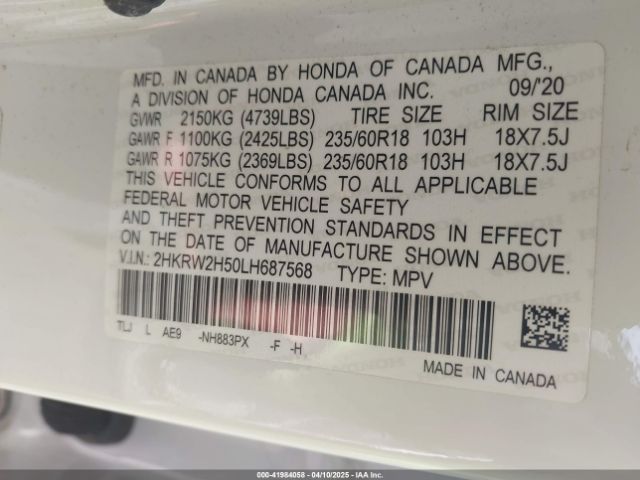 MFD. IN CANADA BY HONDA OF CANADA MFG.,
A DIVISION OF HONDA CANADA INC. 09/'20
GVWR 2150KG (4739LBS) TIRE SIZE RIM SIZE
GAWR F 1100KG (2425LBS) 235/60R18 103H 18X7.5J
GAWR R 1075KG (2369LBS) 235/60R18 103H 18X7.5J
THIS VEHICLE CONFORMS TO ALL APPLICABLE
FEDERAL MOTOR VEHICLE SAFETY
AND THEFT PREVENTION STANDARDS IN EFFECT
ON THE DATE OF MANUFACTURE SHOWN ABOVE.
V.I.N.: 2HKRW2H50LH687568 TYPE: MPV
TLJ L AE9 -NH883PX -F -H
MADE IN CANADA
000-41984058 - 04/10/2025 - IAA Inc.